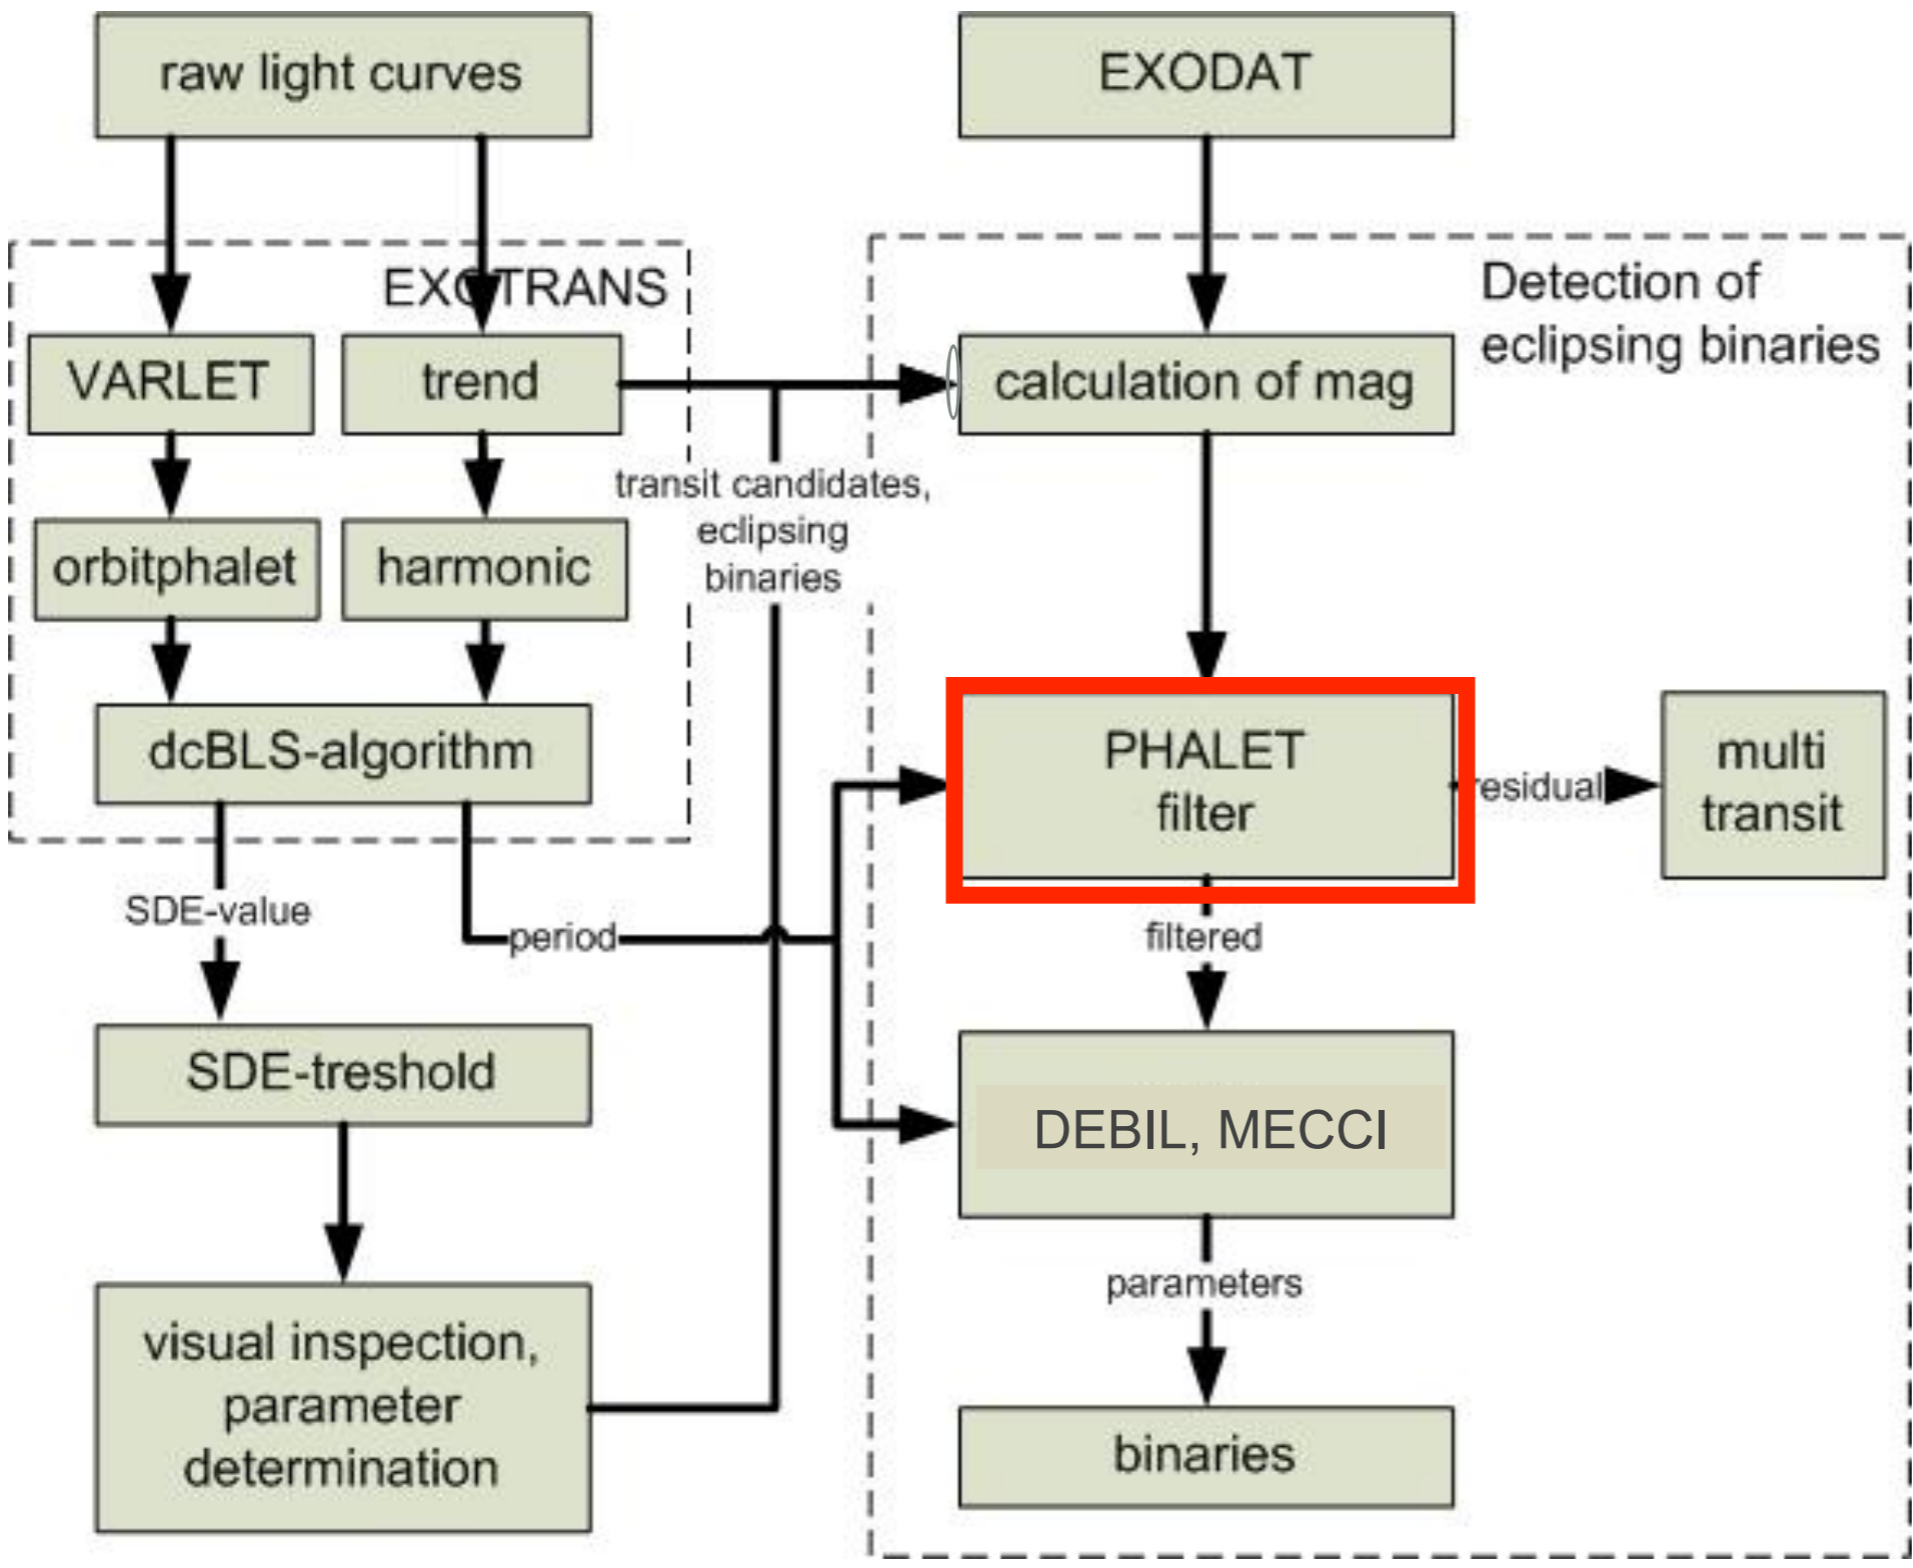 raw light curves
EXODAT
EXOTRANS
Detection of
eclipsing binaries
VARLET
trend
calculation of mag
transit candidates,
eclipsing
binaries
orbitphalet
harmonic
dcBLS-algorithm
PHALET
filter
residual
multi
transit
SDE-value
period
filtered
SDE-treshold
DEBIL, MECCI
parameters
visual inspection,
parameter
determination
binaries